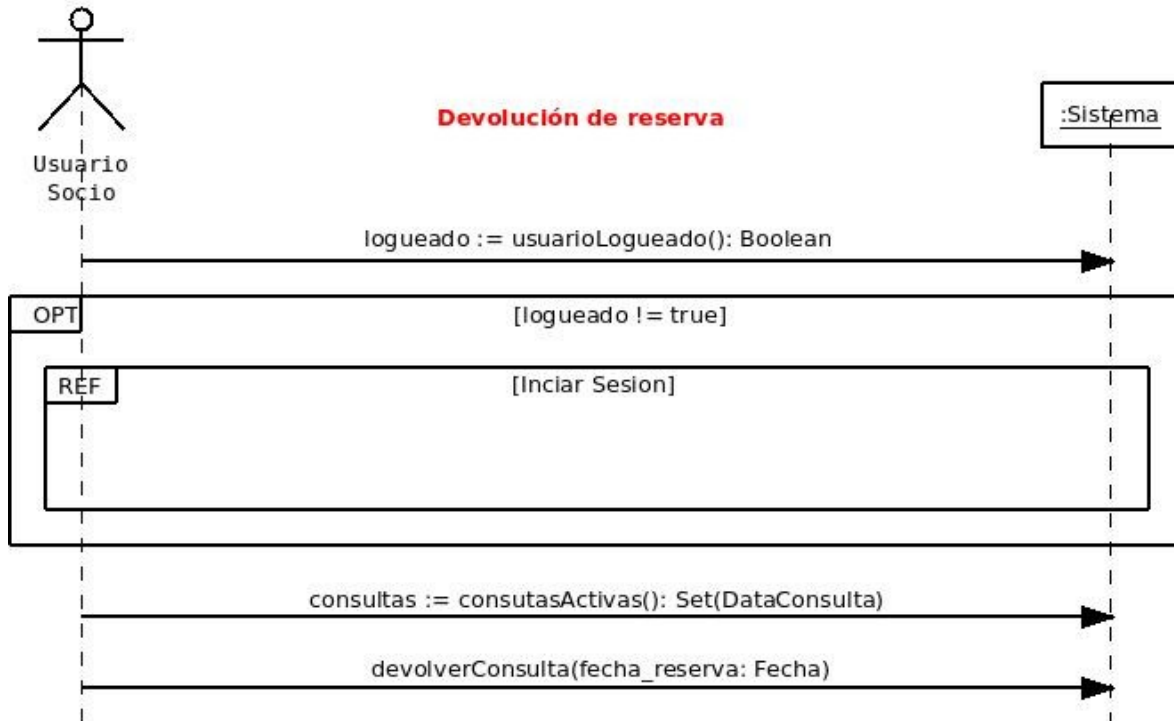 Devolución de reserva
:Sistema
Usuario
Socio
logueado := usuarioLogueado(): Boolean
OPT
[logueado != true]
REF
[Inciar Sesion]
consultas := consutasActivas(): Set(DataConsulta)
devolverConsulta(fecha_reserva: Fecha)